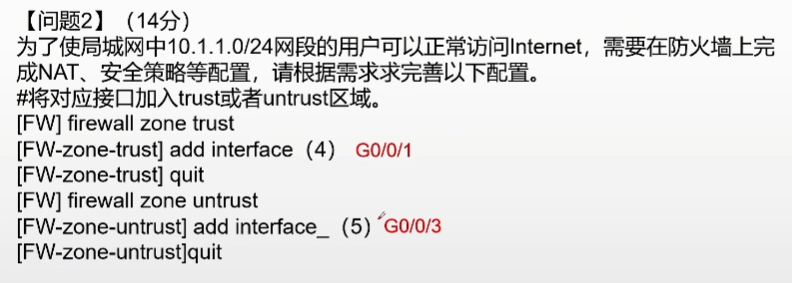 【问题2】（14分）
为了使局城网中10.1.1.0/24网段的用户可以正常访问Internet，需要在防火墙上完
成NAT、安全策略等配置，请根据需求求完善以下配置。
#将对应接口加入trust或者untrust区域。
[FW] firewall zone trust
[FW-zone-trust] add interface（4） G0/0/1
[FW-zone-trust] quit
[FW] firewall zone untrust
[FW-zone-untrust] add interface_（5）G0/0/3
[FW-zone-untrust]quit